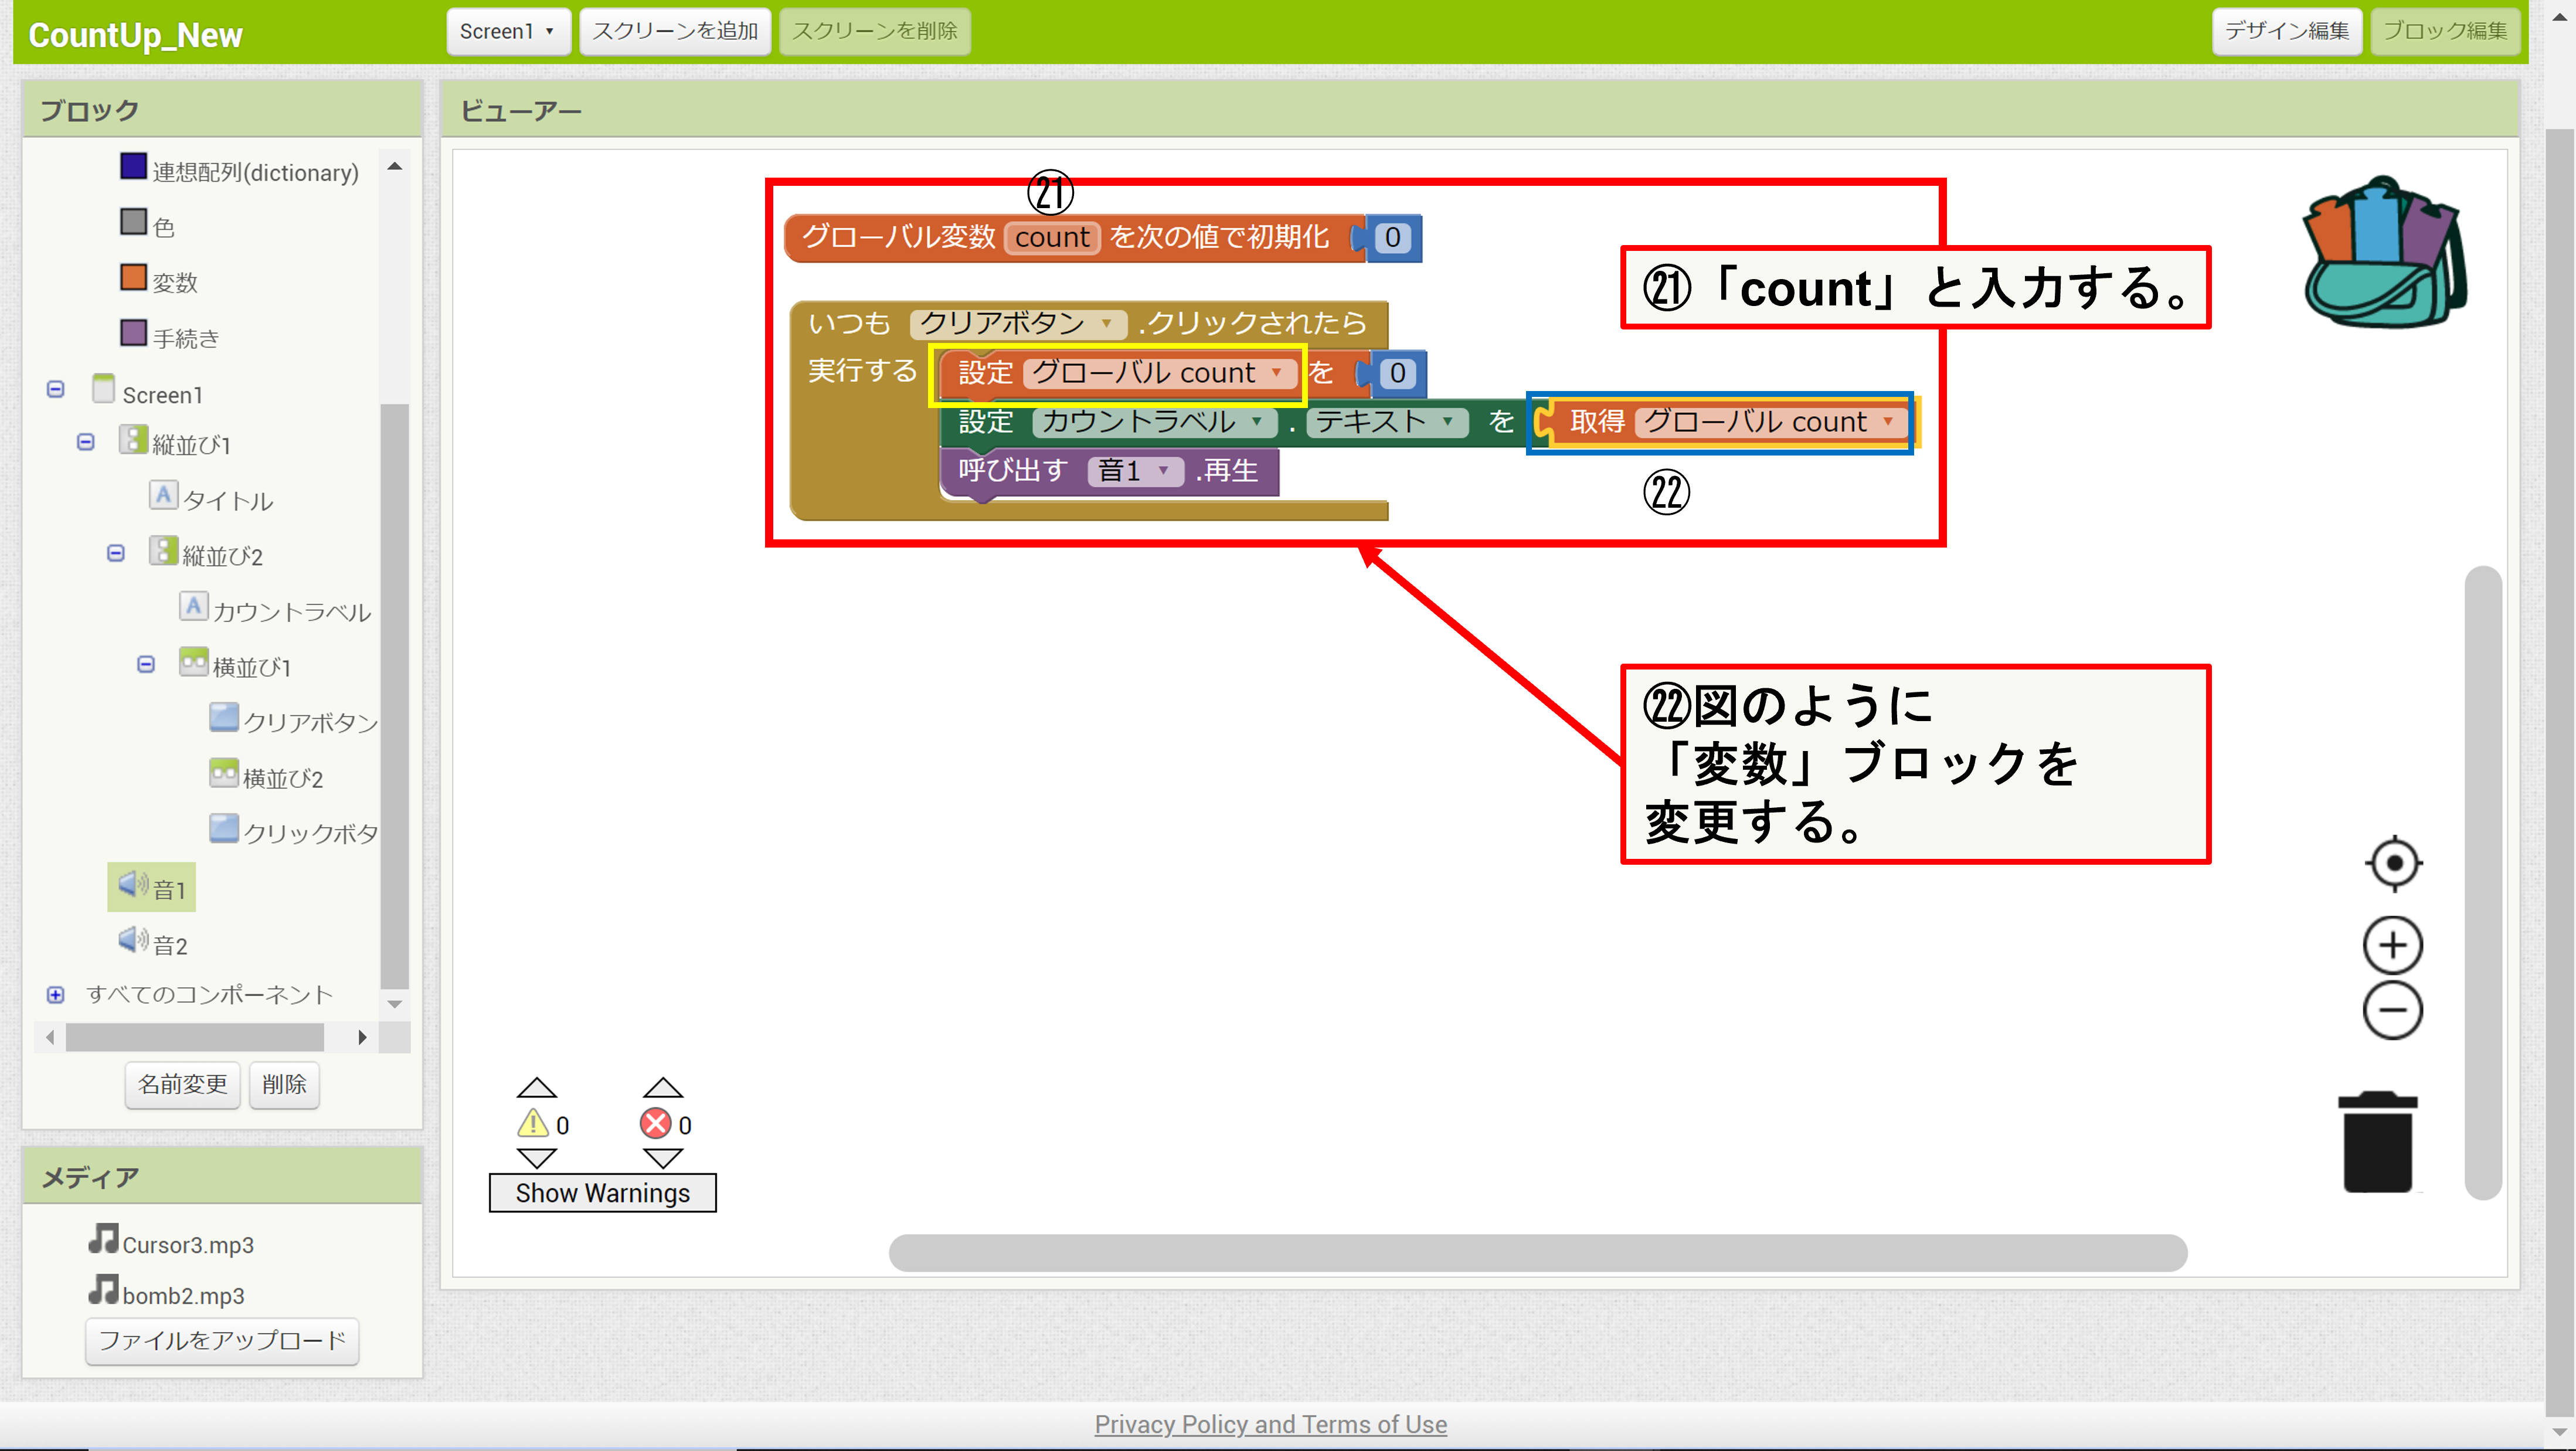 CountUp_New
Screen1 ▾
スクリーンを追加
スクリーンを削除
デザイン編集
ブロック編集
ブロック
連想配列(dictionary)
色
変数
手続き
Screen1
縦並び1
タイトル
縦並び2
カウントラベル
横並び1
クリアボタン
横並び2
クリックボタ
音1
音2
すべてのコンポーネント
名前変更
削除
メディア
Cursor3.mp3
bomb2.mp3
ファイルをアップロード
ビューアー
㉑
グローバル変数 count を次の値で初期化 0
いつも クリアボタン ▾ .クリックされたら
実行する 設定 グローバル count ▾ を 0
設定 カウントラベル ▾ . テキスト ▾ を 取得 グローバル count ▾
呼び出す 音1 ▾ .再生
㉒
㉑「count」と入力する。
㉒図のように
「変数」ブロックを
変更する。
0
0
Show Warnings
Privacy Policy and Terms of Use